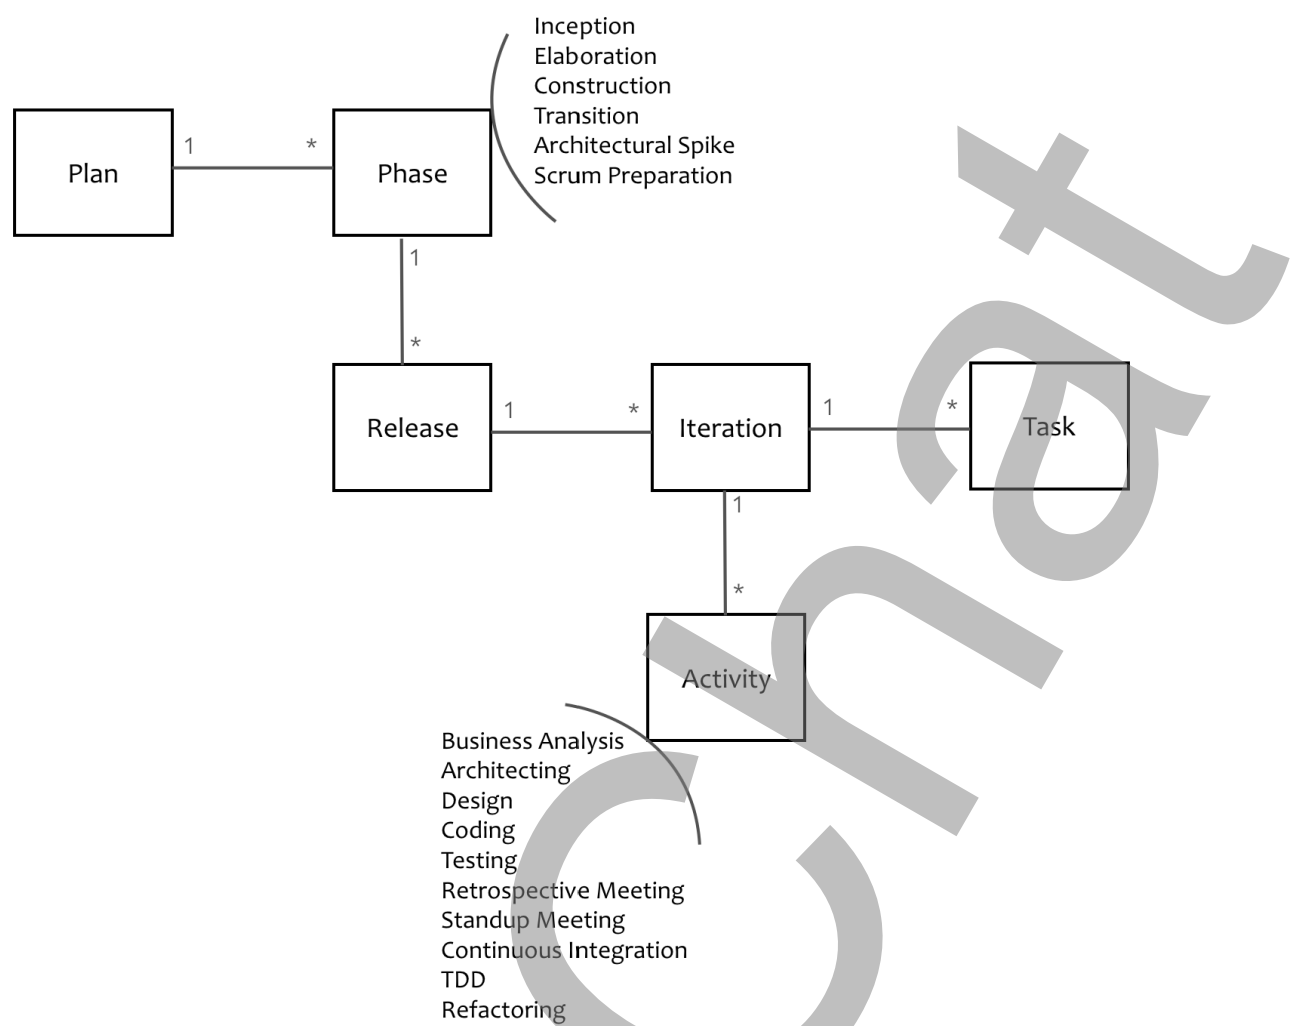 Inception
Elaboration
Construction
Transition
Architectural Spike
Scrum Preparation
Plan
1
*
Phase
1
*
Release
1
*
Iteration
1
*
Task
1
*
Activity
Business Analysis
Architecting
Design
Coding
Testing
Retrospective Meeting
Standup Meeting
Continuous Integration
TDD
Refactoring
Chat